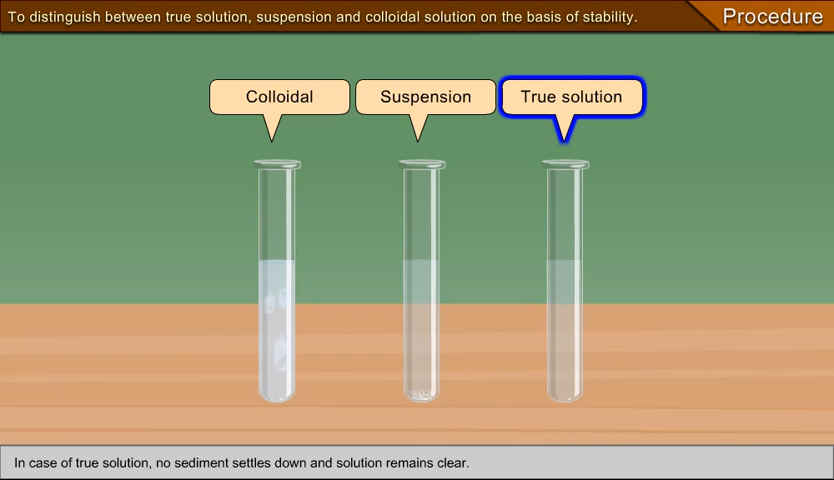 To distinguish between true solution, suspension and colloidal solution on the basis of stability.
Procedure
Colloidal
Suspension
True solution
In case of true solution, no sediment settles down and solution remains clear.